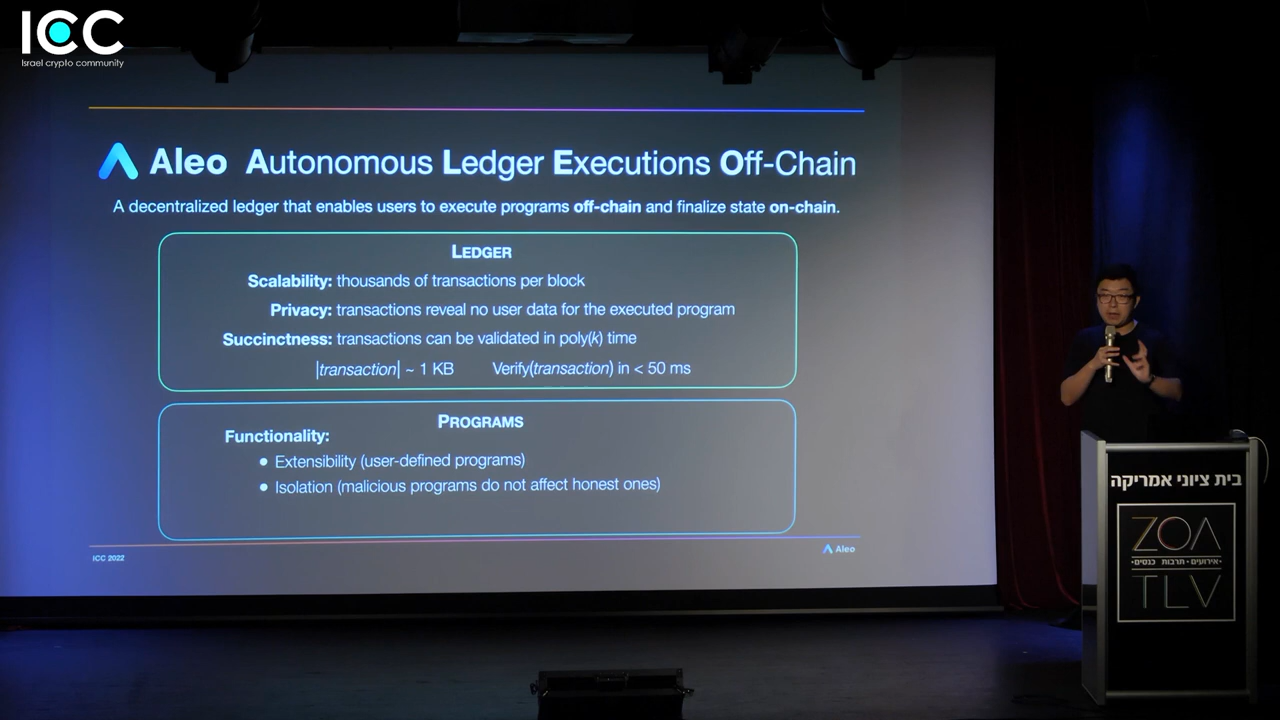 ICC
Israel crypto community
Aleo Autonomous Ledger Executions Off-Chain
A decentralized ledger that enables users to execute programs off-chain and finalize state on-chain.
LEDGER
Scalability: thousands of transactions per block
Privacy: transactions reveal no user data for the executed program
Succinctness: transactions can be validated in poly(k) time
|transaction| ~ 1 KB Verify(transaction) in < 50 ms
PROGRAMS
Functionality:
• Extensibility (user-defined programs)
• Isolation (malicious programs do not affect honest ones)
ICC 2022
Aleo
בית ציוני אמריקה
ZOA
•אירועים • תרבות • כנסים•
TLV